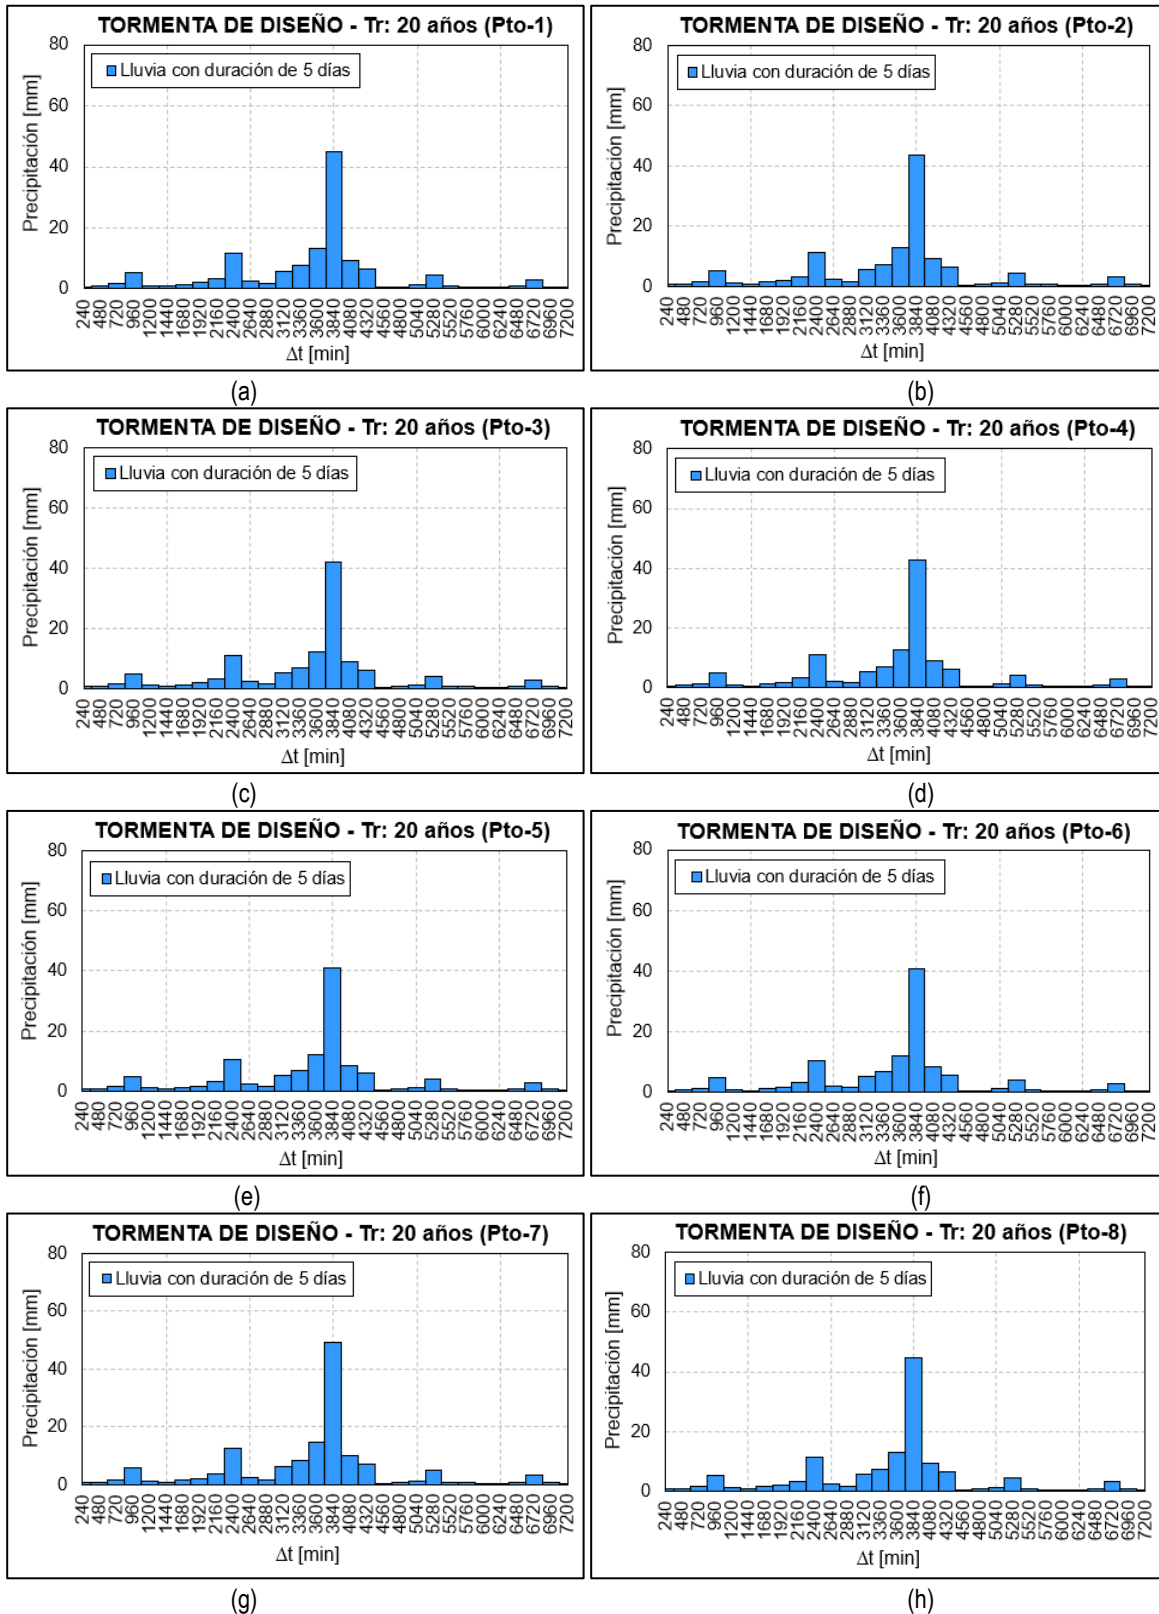 TORMENTA DE DISEÑO - Tr: 20 años (Pto-1)
Lluvia con duración de 5 días
Precipitación [mm]
80
60
40
20
0
240 480 720 960 1200 1440 1680 1920 2160 2400 2640 2880 3120 3360 3600 3840 4080 4320 4560 4800 5040 5280 5520 5760 6000 6240 6480 6720 6960 7200
Δt [min]
(a)
TORMENTA DE DISEÑO - Tr: 20 años (Pto-2)
Lluvia con duración de 5 días
Precipitación [mm]
80
60
40
20
0
240 480 720 960 1200 1440 1680 1920 2160 2400 2640 2880 3120 3360 3600 3840 4080 4320 4560 4800 5040 5280 5520 5760 6000 6240 6480 6720 6960 7200
Δt [min]
(b)
TORMENTA DE DISEÑO - Tr: 20 años (Pto-3)
Lluvia con duración de 5 días
Precipitación [mm]
80
60
40
20
0
240 480 720 960 1200 1440 1680 1920 2160 2400 2640 2880 3120 3360 3600 3840 4080 4320 4560 4800 5040 5280 5520 5760 6000 6240 6480 6720 6960 7200
Δt [min]
(c)
TORMENTA DE DISEÑO - Tr: 20 años (Pto-4)
Lluvia con duración de 5 días
Precipitación [mm]
80
60
40
20
0
240 480 720 960 1200 1440 1680 1920 2160 2400 2640 2880 3120 3360 3600 3840 4080 4320 4560 4800 5040 5280 5520 5760 6000 6240 6480 6720 6960 7200
Δt [min]
(d)
TORMENTA DE DISEÑO - Tr: 20 años (Pto-5)
Lluvia con duración de 5 días
Precipitación [mm]
80
60
40
20
0
240 480 720 960 1200 1440 1680 1920 2160 2400 2640 2880 3120 3360 3600 3840 4080 4320 4560 4800 5040 5280 5520 5760 6000 6240 6480 6720 6960 7200
Δt [min]
(e)
TORMENTA DE DISEÑO - Tr: 20 años (Pto-6)
Lluvia con duración de 5 días
Precipitación [mm]
80
60
40
20
0
240 480 720 960 1200 1440 1680 1920 2160 2400 2640 2880 3120 3360 3600 3840 4080 4320 4560 4800 5040 5280 5520 5760 6000 6240 6480 6720 6960 7200
Δt [min]
(f)
TORMENTA DE DISEÑO - Tr: 20 años (Pto-7)
Lluvia con duración de 5 días
Precipitación [mm]
80
60
40
20
0
240 480 720 960 1200 1440 1680 1920 2160 2400 2640 2880 3120 3360 3600 3840 4080 4320 4560 4800 5040 5280 5520 5760 6000 6240 6480 6720 6960 7200
Δt [min]
(g)
TORMENTA DE DISEÑO - Tr: 20 años (Pto-8)
Lluvia con duración de 5 días
Precipitación [mm]
80
60
40
20
0
240 480 720 960 1200 1440 1680 1920 2160 2400 2640 2880 3120 3360 3600 3840 4080 4320 4560 4800 5040 5280 5520 5760 6000 6240 6480 6720 6960 7200
Δt [min]
(h)